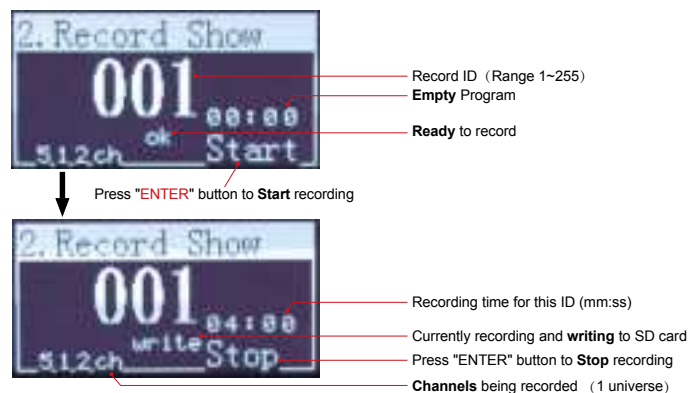 2.Record Show
001
00:00
ok
512ch
Start
Record ID（Range 1~255）
Empty Program
Ready to record
Press "ENTER" button to Start recording
2.Record Show
001
04:00
write
512ch
Stop
Recording time for this ID (mm:ss)
Currently recording and writing to SD card
Press "ENTER" button to Stop recording
Channels being recorded （1 universe）